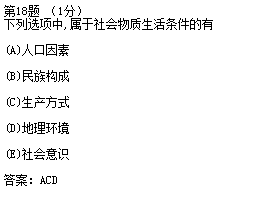 第18题 （1分）
下列选项中,属于社会物质生活条件的有
(A)人口因素
(B)民族构成
(C)生产方式
(D)地理环境
(E)社会意识
答案: ACD